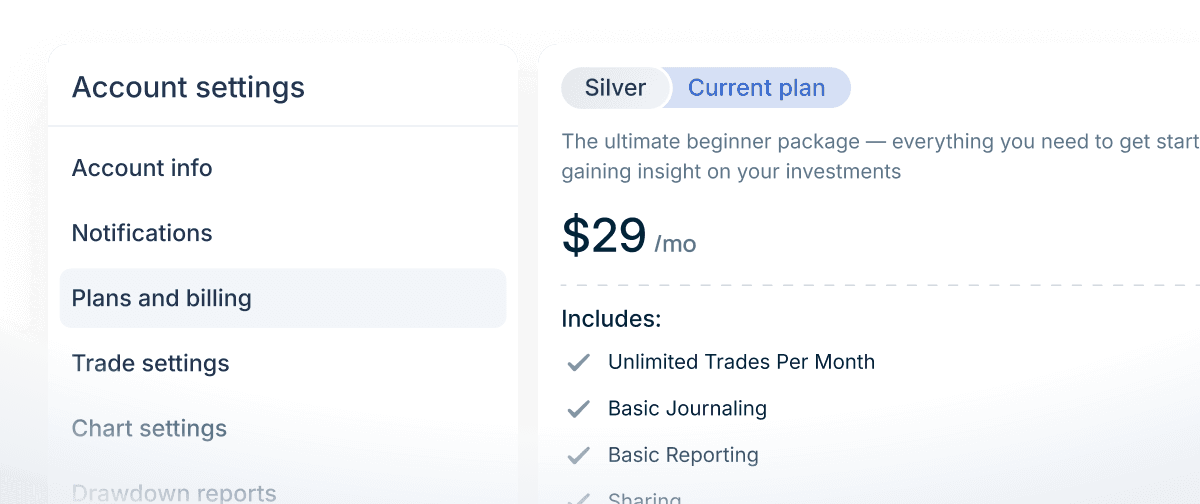 Account settings
Account info
Notifications
Plans and billing
Trade settings
Chart settings
Drawdown reports
Silver Current plan
The ultimate beginner package — everything you need to get start
gaining insight on your investments
$29 /mo
Includes:
Unlimited Trades Per Month
Basic Journaling
Basic Reporting
Sharing